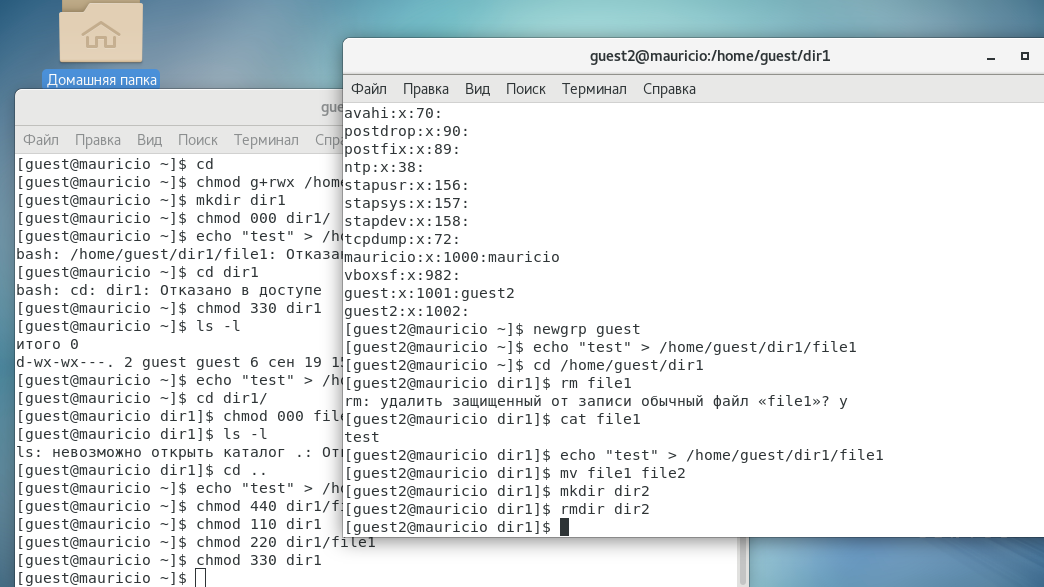 Домашняя папка
guest2@mauricio:/home/guest/dir1
Файл Правка Вид Поиск Терминал Справка
avahi:x:70:
postdrop:x:90:
postfix:x:89:
ntp:x:38:
stapusr:x:156:
stapsys:x:157:
stapdev:x:158:
tcpdump:x:72:
mauricio:x:1000:mauricio
vboxsf:x:982:
guest:x:1001:guest2
guest2:x:1002:
[guest2@mauricio ~]$ newgrp guest
[guest2@mauricio ~]$ echo "test" > /home/guest/dir1/file1
[guest2@mauricio ~]$ cd /home/guest/dir1
[guest2@mauricio dir1]$ rm file1
rm: удалить защищенный от записи обычный файл «file1»? y
[guest2@mauricio dir1]$ cat file1
test
[guest2@mauricio dir1]$ echo "test" > /home/guest/dir1/file1
[guest2@mauricio dir1]$ mv file1 file2
[guest2@mauricio dir1]$ mkdir dir2
[guest2@mauricio dir1]$ rmdir dir2
[guest2@mauricio dir1]$
gue
Файл Правка Вид Поиск Терминал Спра
[guest@mauricio ~]$ cd
[guest@mauricio ~]$ chmod g+rwx /home
[guest@mauricio ~]$ mkdir dir1
[guest@mauricio ~]$ chmod 000 dir1/
[guest@mauricio ~]$ echo "test" > /ho
bash: /home/guest/dir1/file1: Отказан
[guest@mauricio ~]$ cd dir1
bash: cd: dir1: Отказано в доступе
[guest@mauricio ~]$ chmod 330 dir1
[guest@mauricio ~]$ ls -l
итого 0
d-wx-wx---. 2 guest guest 6 сен 19 15
[guest@mauricio ~]$ echo "test" > /ho
[guest@mauricio ~]$ cd dir1/
[guest@mauricio dir1]$ chmod 000 file
[guest@mauricio dir1]$ ls -l
ls: невозможно открыть каталог .: От
[guest@mauricio dir1]$ cd ..
[guest@mauricio ~]$ echo "test" > /ho
[guest@mauricio ~]$ chmod 440 dir1/fi
[guest@mauricio ~]$ chmod 110 dir1
[guest@mauricio ~]$ chmod 220 dir1/file1
[guest@mauricio ~]$ chmod 330 dir1
[guest@mauricio ~]$